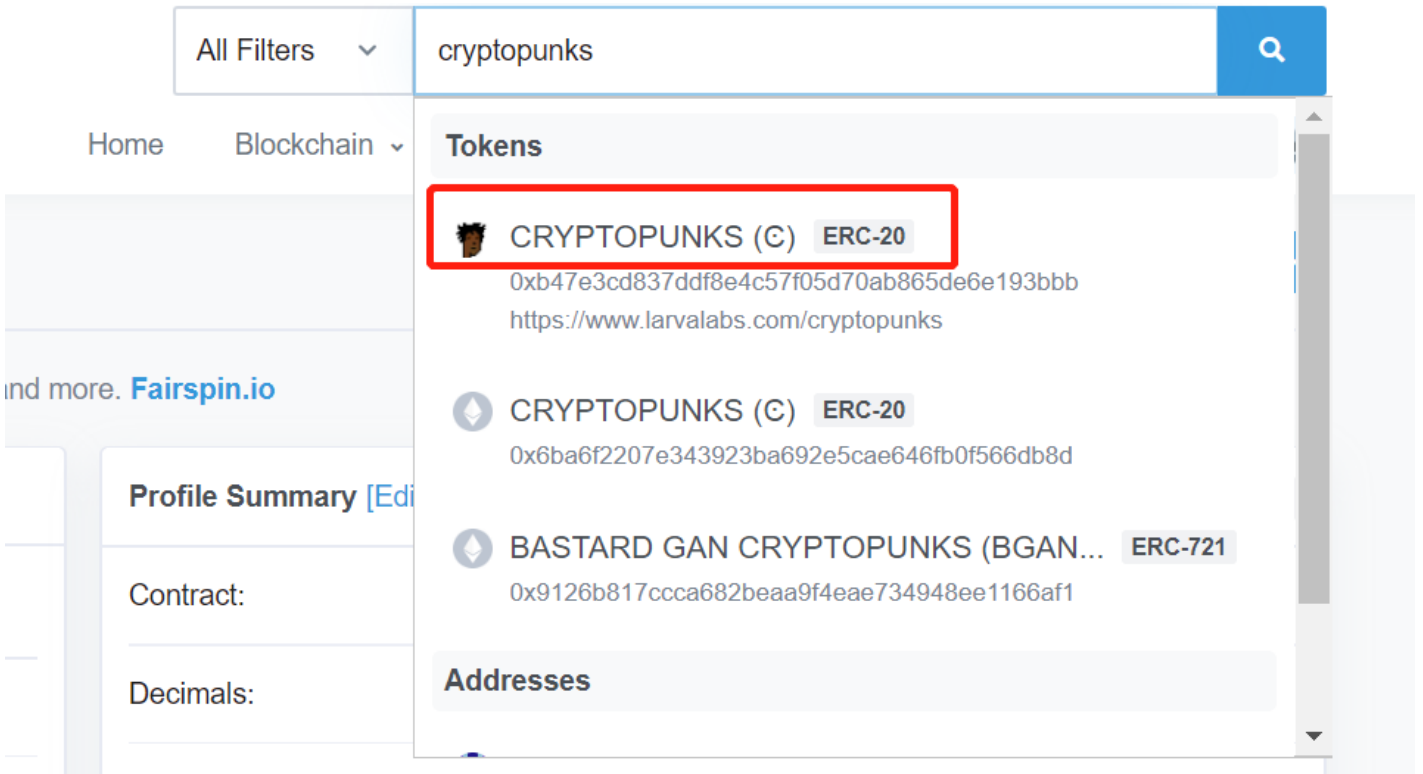 All Filters
cryptopunks
Home
Blockchain
Tokens
CRYPTOPUNKS (Ͼ) ERC-20
0xb47e3cd837ddf8e4c57f05d70ab865de6e193bbb
https://www.larvalabs.com/cryptopunks
CRYPTOPUNKS (Ͼ) ERC-20
0x6ba6f2207e343923ba692e5cae646fb0f566db8d
BASTARD GAN CRYPTOPUNKS (BGAN... ERC-721
0x9126b817ccca682beaa9f4eae734948ee1166af1
Addresses
and more. Fairspin.io
Profile Summary [Edi
Contract:
Decimals: